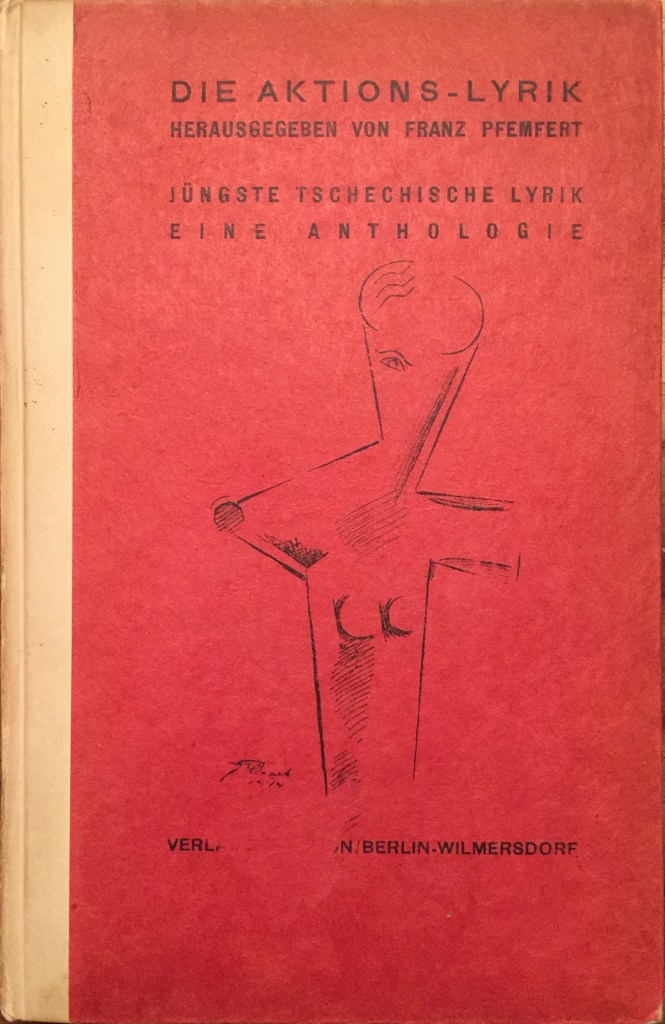 DIE AKTIONS-LYRIK
HERAUSGEGEBEN VON FRANZ PFEMFERT
JÜNGSTE TSCHECHISCHE LYRIK
EINE ANTHOLOGIE
N/BERLIN-WILMERSDORF